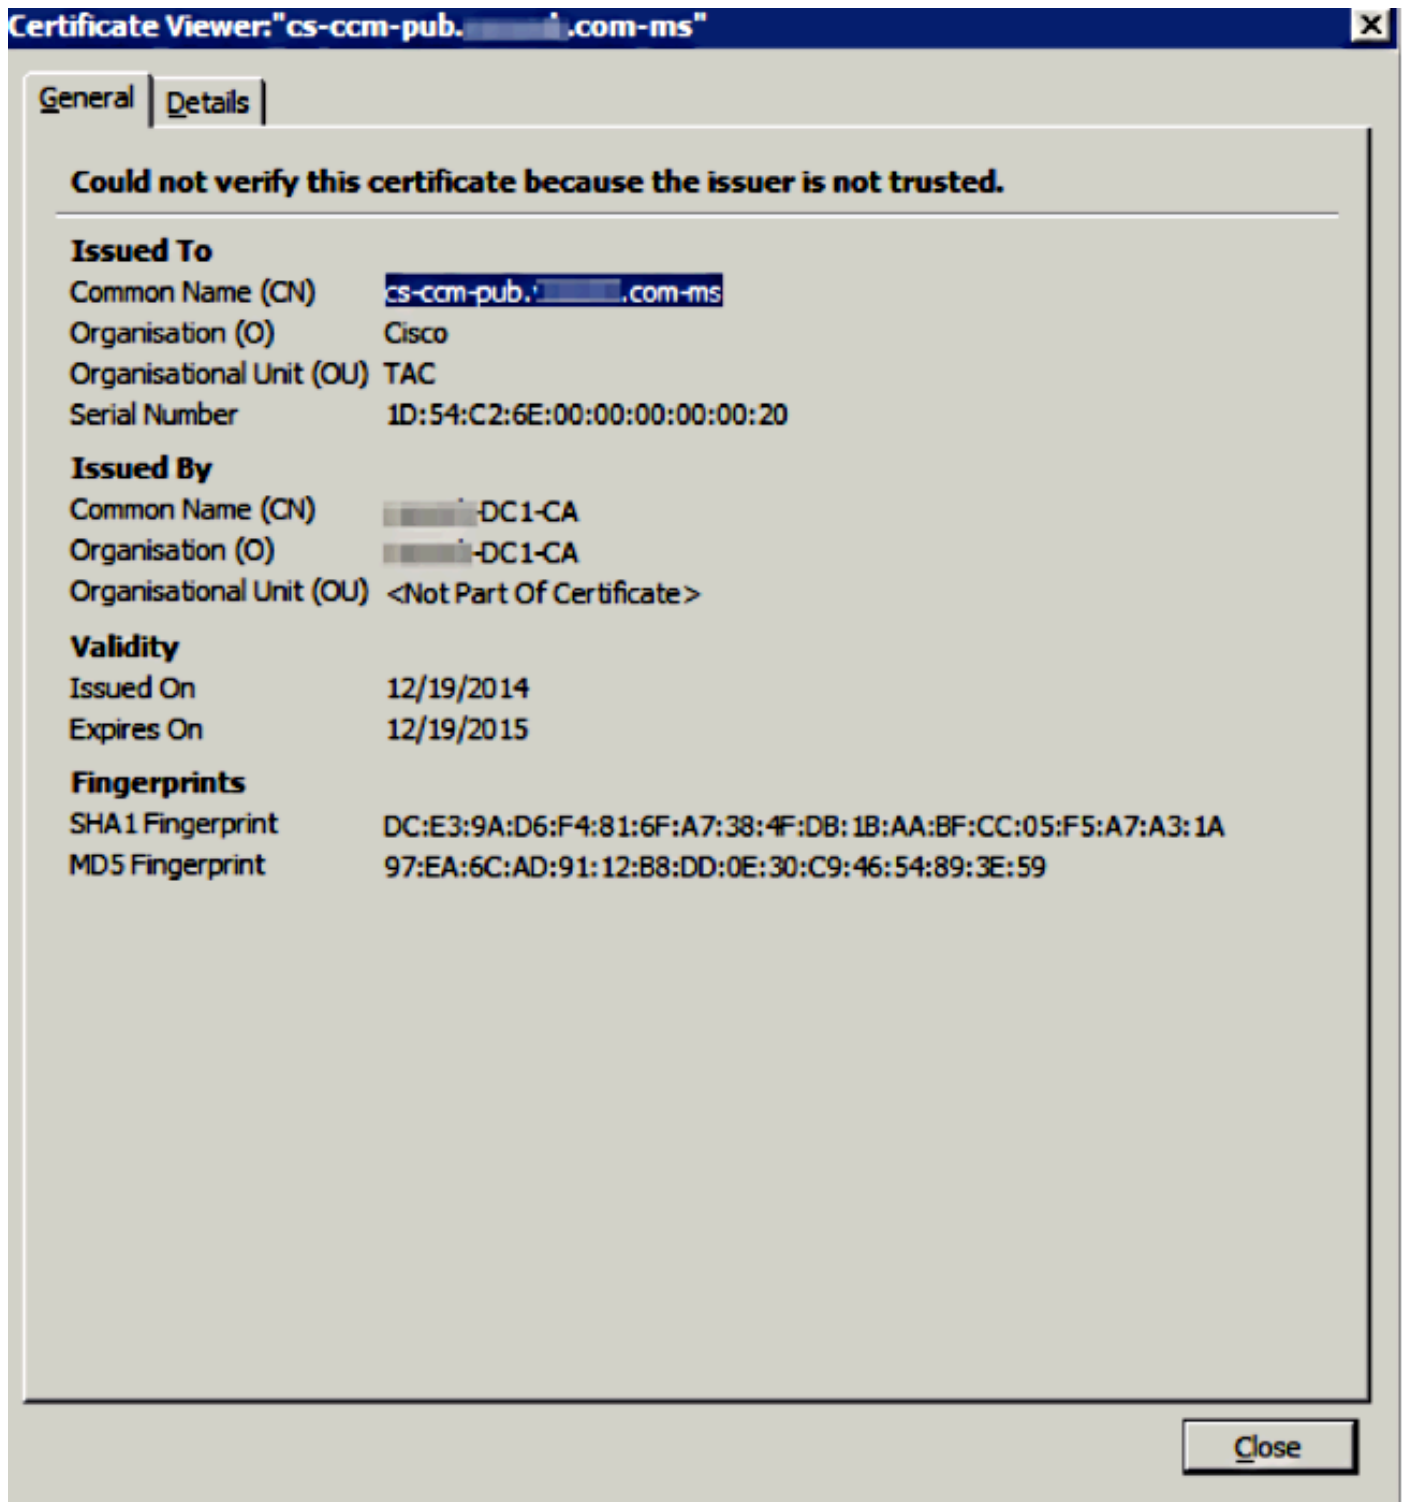 Certificate Viewer:"cs-ccm-pub. .com-ms"
General Details
Could not verify this certificate because the issuer is not trusted.
Issued To
Common Name (CN) cs-ccm-pub. .com-ms
Organisation (O) Cisco
Organisational Unit (OU) TAC
Serial Number 1D:54:C2:6E:00:00:00:00:00:20
Issued By
Common Name (CN) -DC1-CA
Organisation (O) -DC1-CA
Organisational Unit (OU) <Not Part Of Certificate>
Validity
Issued On 12/19/2014
Expires On 12/19/2015
Fingerprints
SHA1 Fingerprint DC:E3:9A:D6:F4:81:6F:A7:38:4F:DB:1B:AA:BF:CC:05:F5:A7:A3:1A
MD5 Fingerprint 97:EA:6C:AD:91:12:B8:DD:0E:30:C9:46:54:89:3E:59
Close